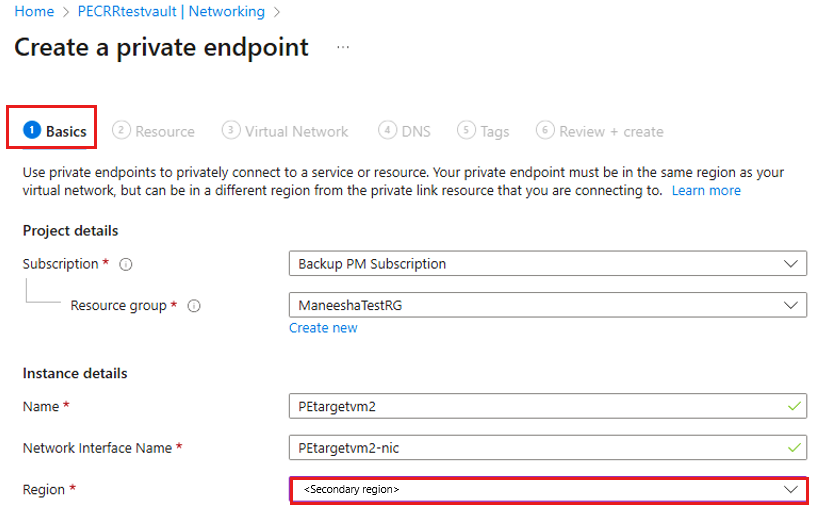 Home > PECRRtestvault | Networking >
Create a private endpoint ...
1 Basics 2 Resource 3 Virtual Network 4 DNS 5 Tags 6 Review + create
Use private endpoints to privately connect to a service or resource. Your private endpoint must be in the same region as your
virtual network, but can be in a different region from the private link resource that you are connecting to. Learn more
Project details
Subscription * Backup PM Subscription
Resource group * ManeeshaTestRG
Create new
Instance details
Name * PEtargetvm2
Network Interface Name * PEtargetvm2-nic
Region * <Secondary region>